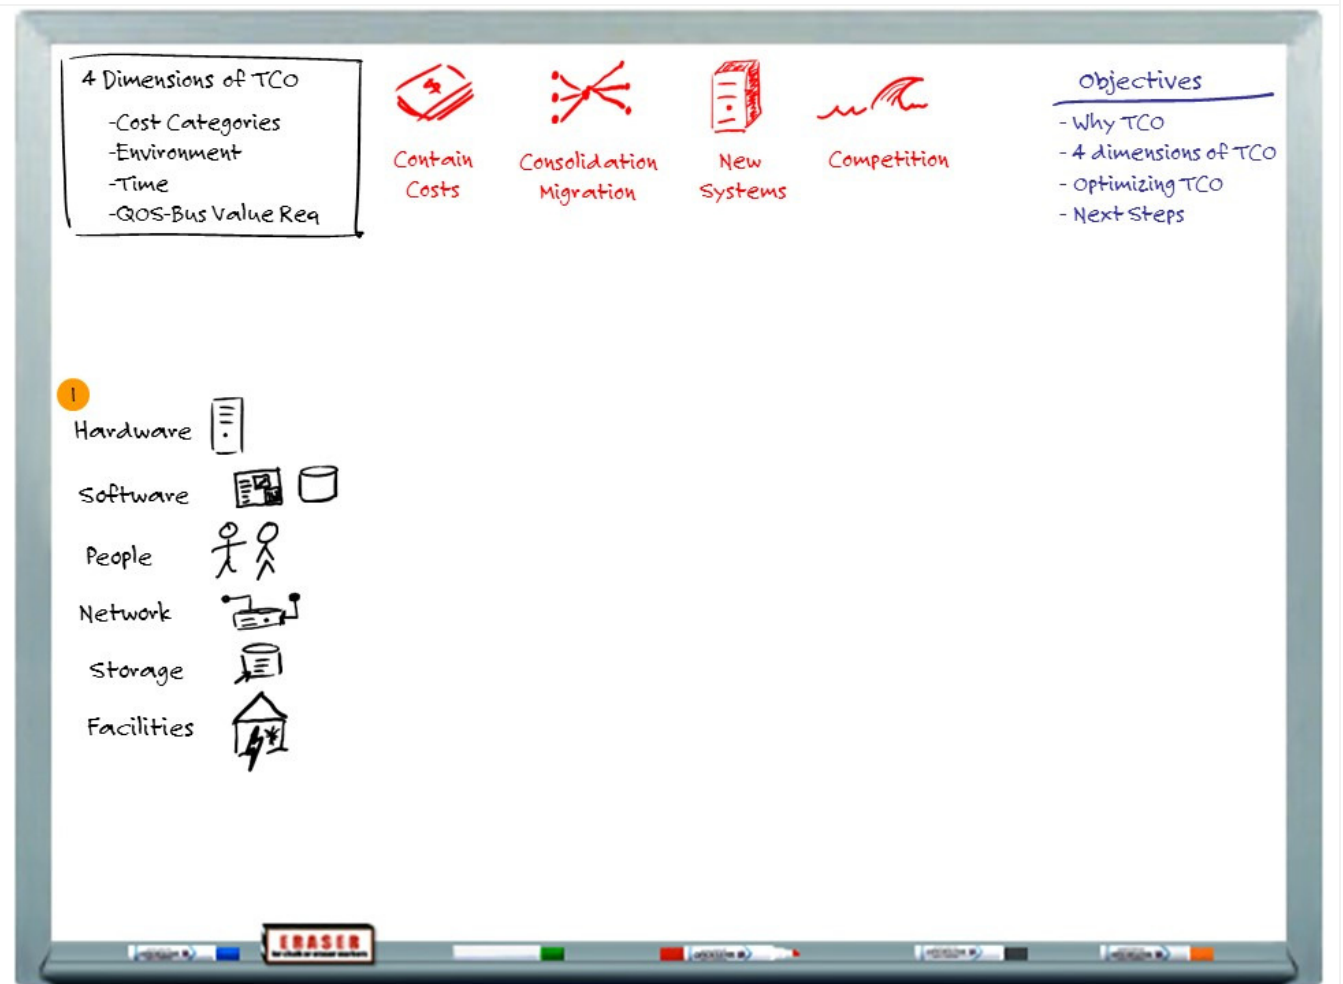 4 Dimensions of TCO
-Cost Categories
-Environment
-Time
-QOS-Bus Value Req
Contain
Costs
Consolidation
Migration
New
Systems
Competition
Objectives
- Why TCO
- 4 dimensions of TCO
- Optimizing TCO
- Next Steps
1
Hardware
Software
People
Network
Storage
Facilities
ERASER